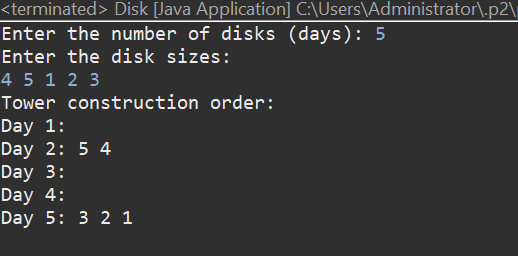 <terminated> Disk [Java Application] C:\Users\Administrator\.p2\
Enter the number of disks (days): 5
Enter the disk sizes:
4 5 1 2 3
Tower construction order:
Day 1:
Day 2: 5 4
Day 3:
Day 4:
Day 5: 3 2 1